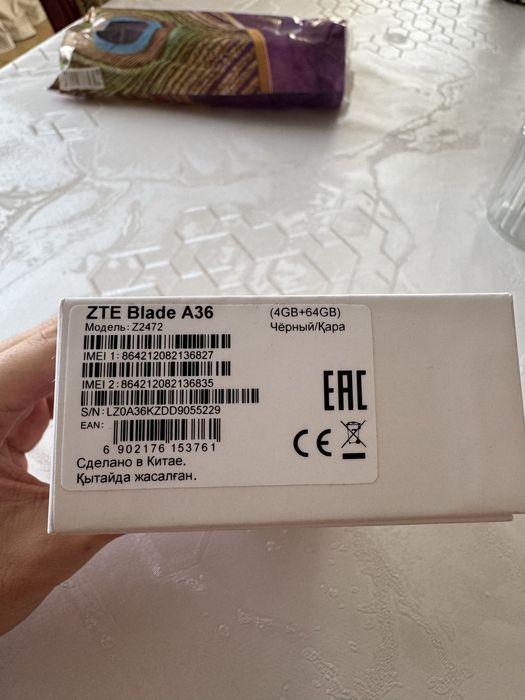 ZTE Blade A36
(4GB+64GB)
Модель: Z2472
Чёрный/Қара
IMEI 1: 864212082136827
IMEI 2: 864212082136835
S/N: LZ0A36KZDD9055229
EAN:
6 902176 153761
EAC
CE
Сделано в Китае.
Қытайда жасалған.